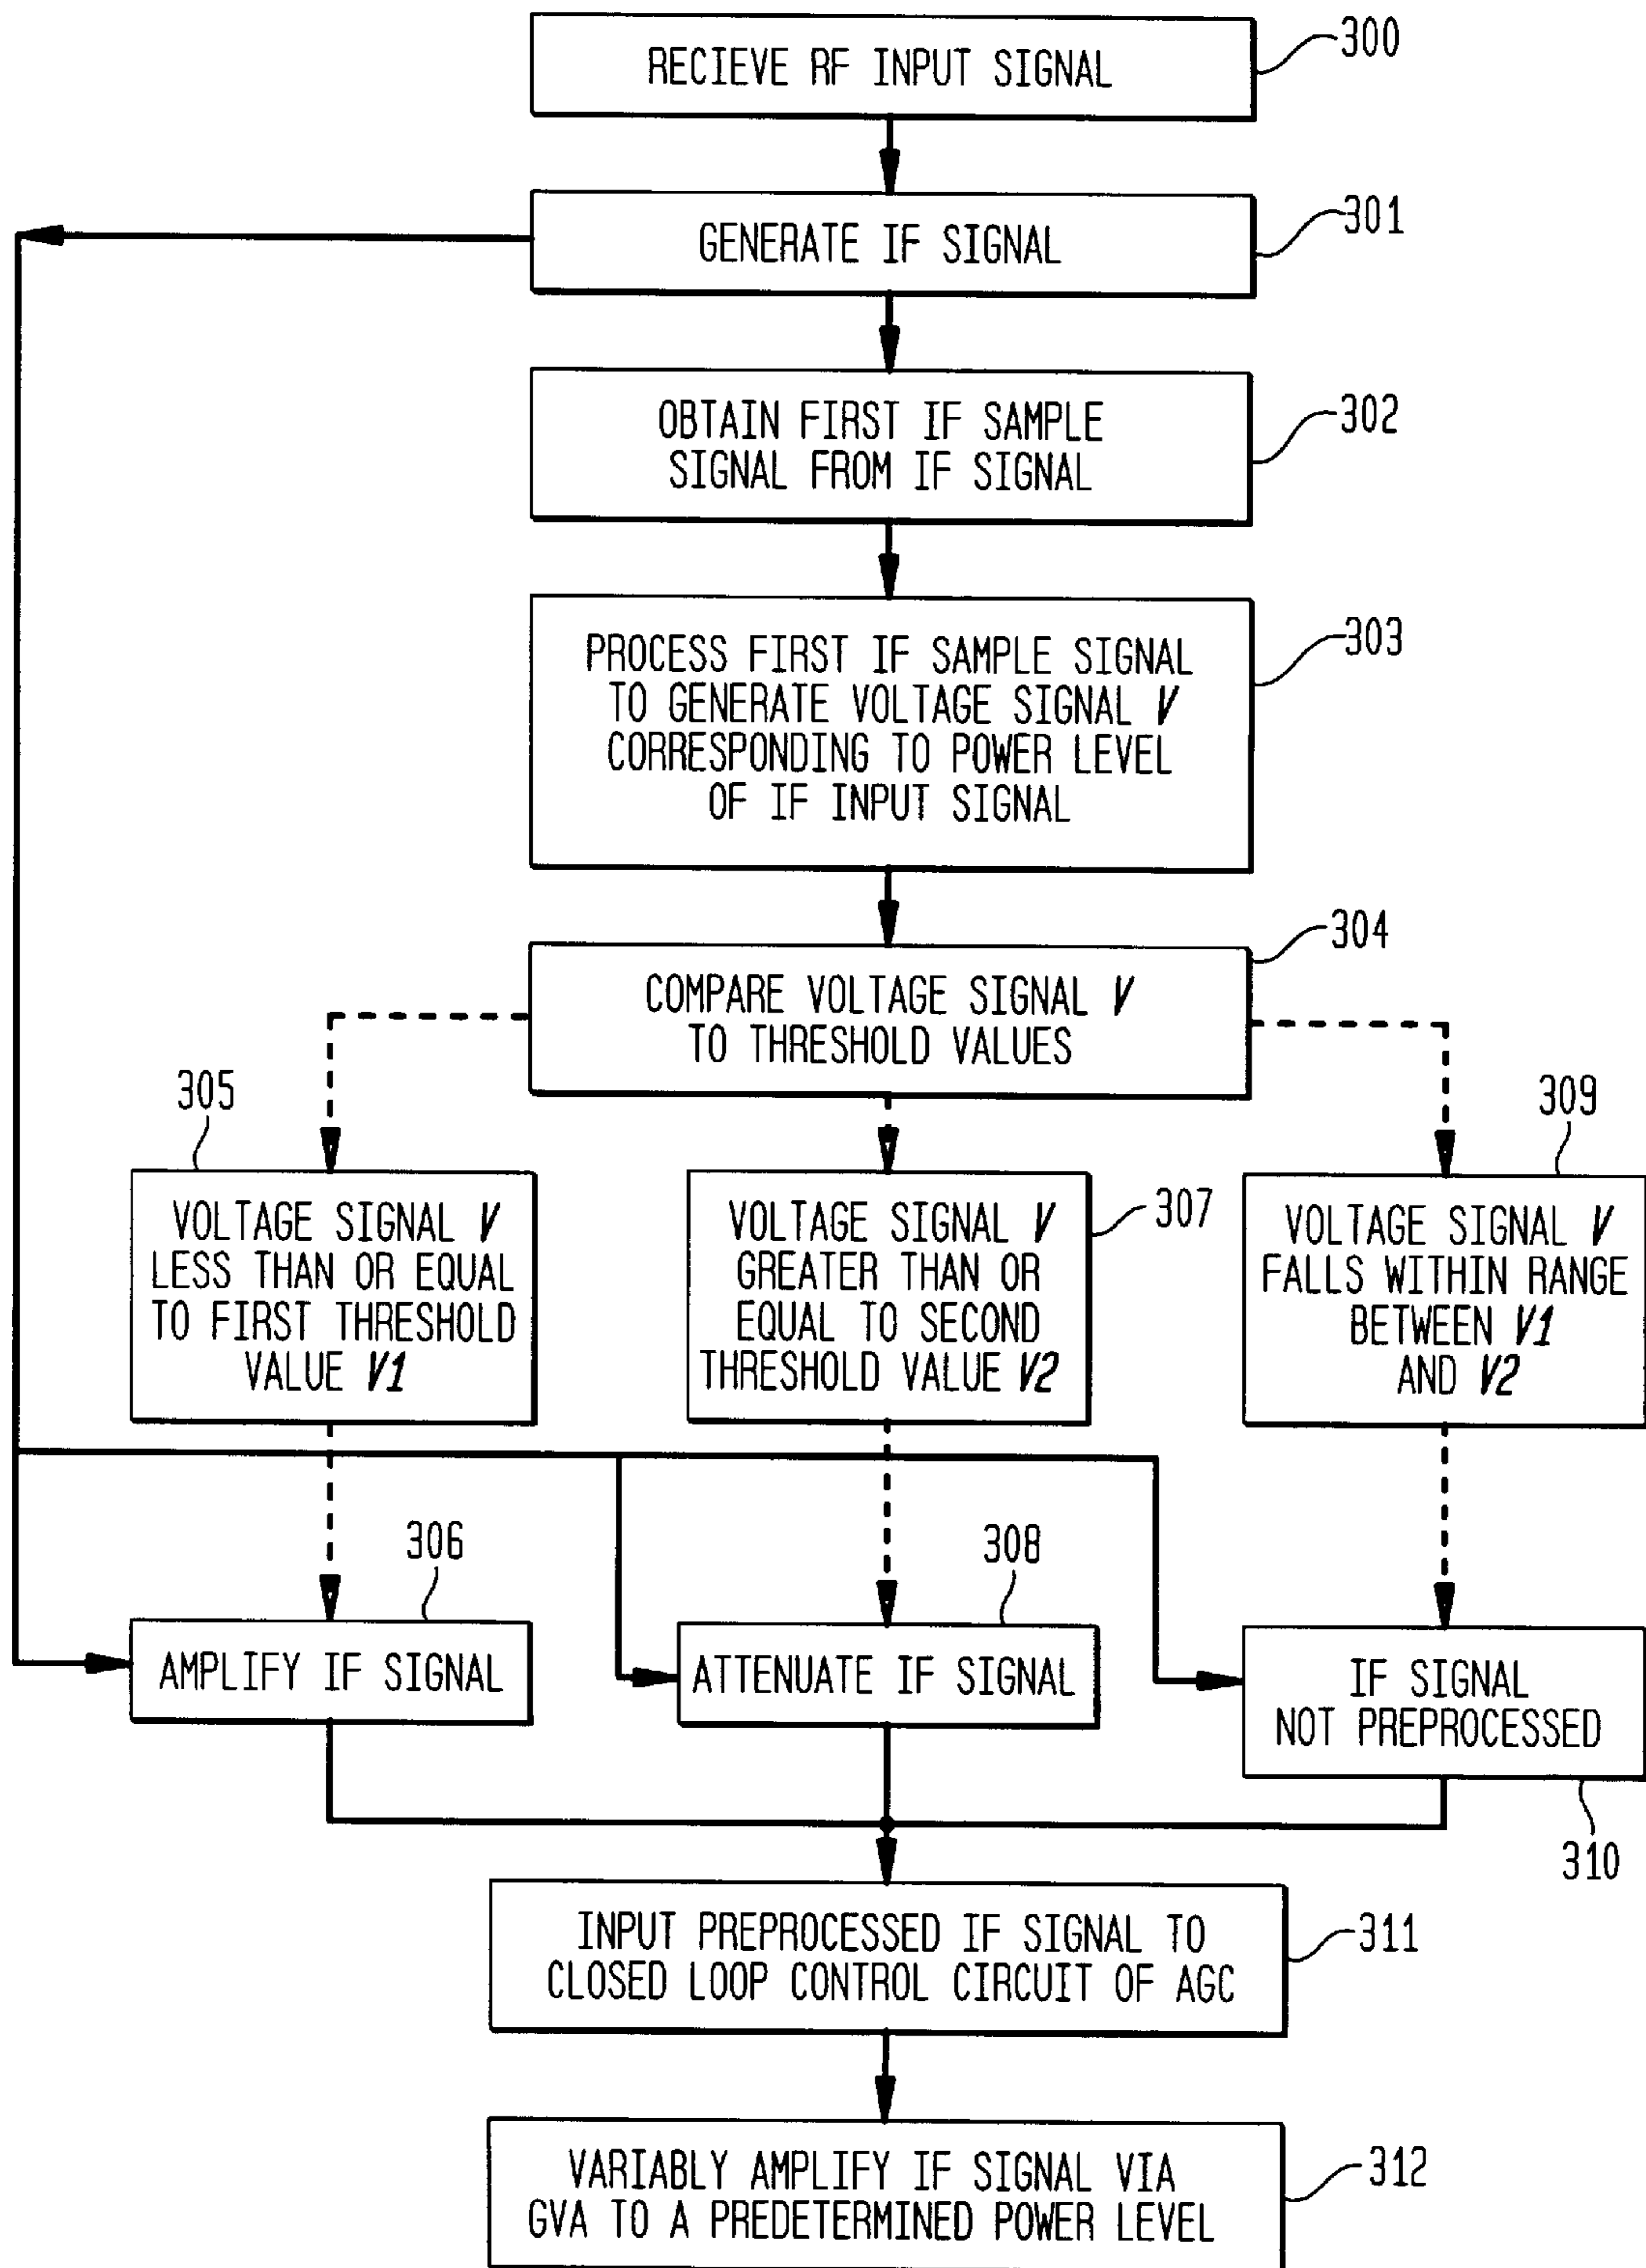 RECIEVE RF INPUT SIGNAL
300
GENERATE IF SIGNAL
301
OBTAIN FIRST IF SAMPLE
SIGNAL FROM IF SIGNAL
302
PROCESS FIRST IF SAMPLE SIGNAL
TO GENERATE VOLTAGE SIGNAL V
CORRESPONDING TO POWER LEVEL
OF IF INPUT SIGNAL
303
COMPARE VOLTAGE SIGNAL V
TO THRESHOLD VALUES
304
305
VOLTAGE SIGNAL V
LESS THAN OR EQUAL
TO FIRST THRESHOLD
VALUE V1
VOLTAGE SIGNAL V
GREATER THAN OR
EQUAL TO SECOND
THRESHOLD VALUE V2
307
309
VOLTAGE SIGNAL V
FALLS WITHIN RANGE
BETWEEN V1
AND V2
306
AMPLIFY IF SIGNAL
308
ATTENUATE IF SIGNAL
IF SIGNAL
NOT PREPROCESSED
310
INPUT PREPROCESSED IF SIGNAL TO
CLOSED LOOP CONTROL CIRCUIT OF AGC
311
VARIABLY AMPLIFY IF SIGNAL VIA
GVA TO A PREDETERMINED POWER LEVEL
312